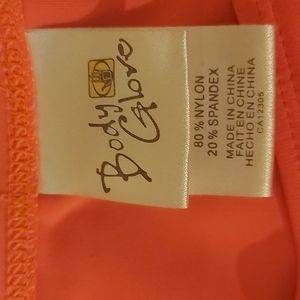 Body
Glove
80% NYLON
20% SPANDEX
MADE IN CHINA
FAIT EN CHINE
HECHO EN CHINA
CA12305